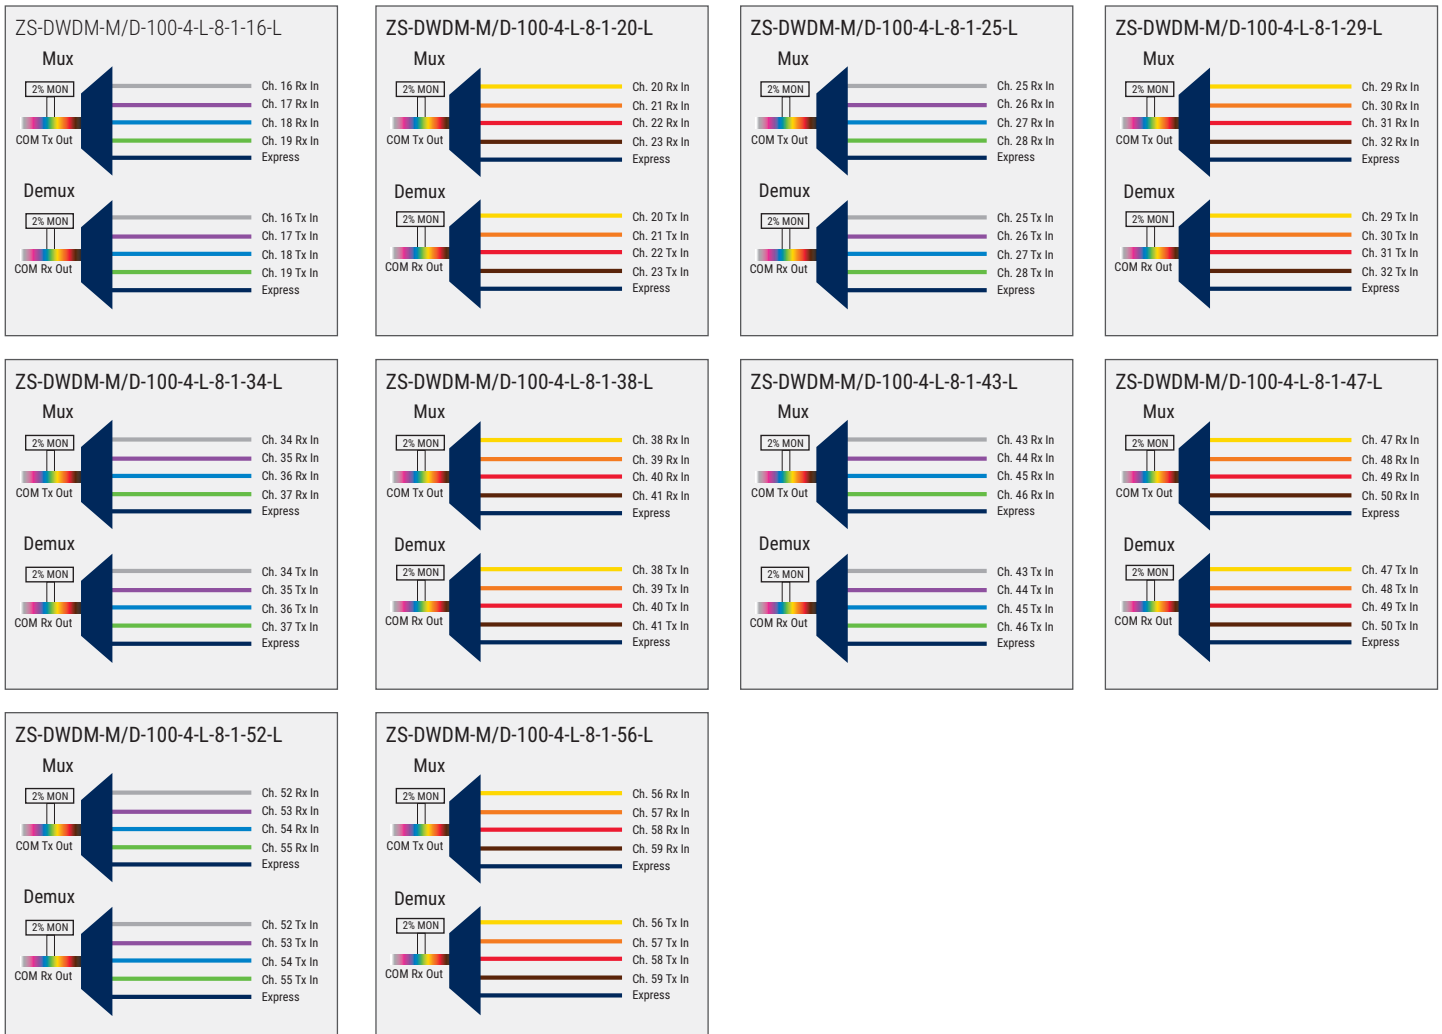 ZS-DWDM-M/D-100-4-L-8-1-16-L
Mux
2% MON
COM Tx Out
Ch. 16 Rx In
Ch. 17 Rx In
Ch. 18 Rx In
Ch. 19 Rx In
Express
Demux
2% MON
COM Rx Out
Ch. 16 Tx In
Ch. 17 Tx In
Ch. 18 Tx In
Ch. 19 Tx In
Express
ZS-DWDM-M/D-100-4-L-8-1-20-L
Mux
2% MON
COM Tx Out
Ch. 20 Rx In
Ch. 21 Rx In
Ch. 22 Rx In
Ch. 23 Rx In
Express
Demux
2% MON
COM Rx Out
Ch. 20 Tx In
Ch. 21 Tx In
Ch. 22 Tx In
Ch. 23 Tx In
Express
ZS-DWDM-M/D-100-4-L-8-1-25-L
Mux
2% MON
COM Tx Out
Ch. 25 Rx In
Ch. 26 Rx In
Ch. 27 Rx In
Ch. 28 Rx In
Express
Demux
2% MON
COM Rx Out
Ch. 25 Tx In
Ch. 26 Tx In
Ch. 27 Tx In
Ch. 28 Tx In
Express
ZS-DWDM-M/D-100-4-L-8-1-29-L
Mux
2% MON
COM Tx Out
Ch. 29 Rx In
Ch. 30 Rx In
Ch. 31 Rx In
Ch. 32 Rx In
Express
Demux
2% MON
COM Rx Out
Ch. 29 Tx In
Ch. 30 Tx In
Ch. 31 Tx In
Ch. 32 Tx In
Express
ZS-DWDM-M/D-100-4-L-8-1-34-L
Mux
2% MON
COM Tx Out
Ch. 34 Rx In
Ch. 35 Rx In
Ch. 36 Rx In
Ch. 37 Rx In
Express
Demux
2% MON
COM Rx Out
Ch. 34 Tx In
Ch. 35 Tx In
Ch. 36 Tx In
Ch. 37 Tx In
Express
ZS-DWDM-M/D-100-4-L-8-1-38-L
Mux
2% MON
COM Tx Out
Ch. 38 Rx In
Ch. 39 Rx In
Ch. 40 Rx In
Ch. 41 Rx In
Express
Demux
2% MON
COM Rx Out
Ch. 38 Tx In
Ch. 39 Tx In
Ch. 40 Tx In
Ch. 41 Tx In
Express
ZS-DWDM-M/D-100-4-L-8-1-43-L
Mux
2% MON
COM Tx Out
Ch. 43 Rx In
Ch. 44 Rx In
Ch. 45 Rx In
Ch. 46 Rx In
Express
Demux
2% MON
COM Rx Out
Ch. 43 Tx In
Ch. 44 Tx In
Ch. 45 Tx In
Ch. 46 Tx In
Express
ZS-DWDM-M/D-100-4-L-8-1-47-L
Mux
2% MON
COM Tx Out
Ch. 47 Rx In
Ch. 48 Rx In
Ch. 49 Rx In
Ch. 50 Rx In
Express
Demux
2% MON
COM Rx Out
Ch. 47 Tx In
Ch. 48 Tx In
Ch. 49 Tx In
Ch. 50 Tx In
Express
ZS-DWDM-M/D-100-4-L-8-1-52-L
Mux
2% MON
COM Tx Out
Ch. 52 Rx In
Ch. 53 Rx In
Ch. 54 Rx In
Ch. 55 Rx In
Express
Demux
2% MON
COM Rx Out
Ch. 52 Tx In
Ch. 53 Tx In
Ch. 54 Tx In
Ch. 55 Tx In
Express
ZS-DWDM-M/D-100-4-L-8-1-56-L
Mux
2% MON
COM Tx Out
Ch. 56 Rx In
Ch. 57 Rx In
Ch. 58 Rx In
Ch. 59 Rx In
Express
Demux
2% MON
COM Rx Out
Ch. 56 Tx In
Ch. 57 Tx In
Ch. 58 Tx In
Ch. 59 Tx In
Express